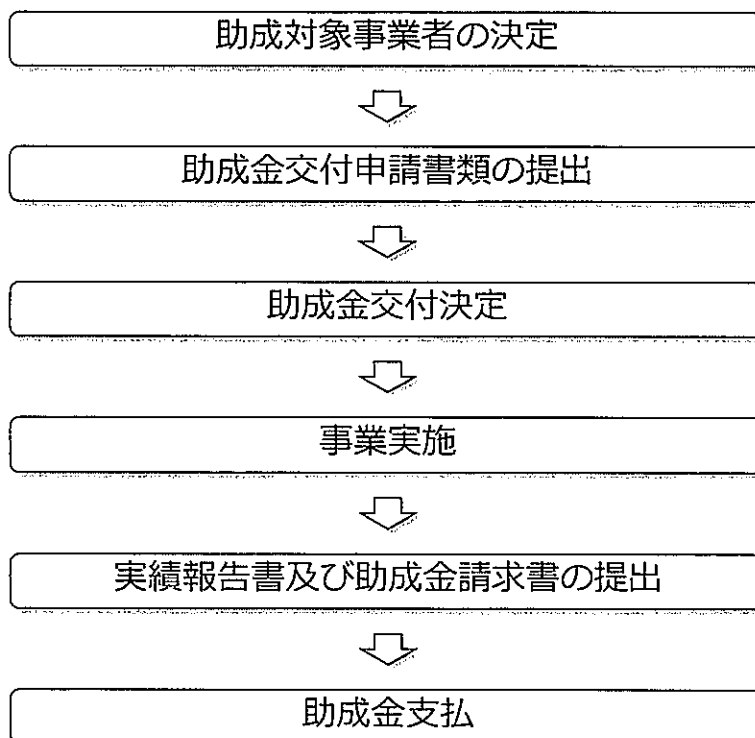 助成対象事業者の決定
助成金交付申請書類の提出
助成金交付決定
事業実施
実績報告書及び助成金請求書の提出
助成金支払